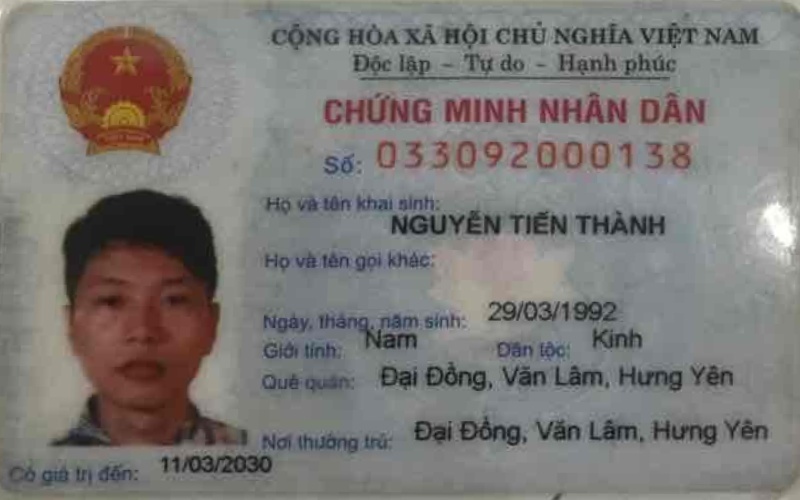 CỘNG HÒA XÃ HỘI CHỦ NGHĨA VIỆT NAM
Độc lập - Tự do - Hạnh phúc
CHỨNG MINH NHÂN DÂN
Số: 033092000138
Họ và tên khai sinh:
NGUYỄN TIẾN THÀNH
Họ và tên gọi khác:
Ngày, tháng, năm sinh: 29/03/1992
Giới tính: Nam Dân tộc: Kinh
Quê quán: Đại Đồng, Văn Lâm, Hưng Yên
Nơi thường trú: Đại Đồng, Văn Lâm, Hưng Yên
Có giá trị đến: 11/03/2030